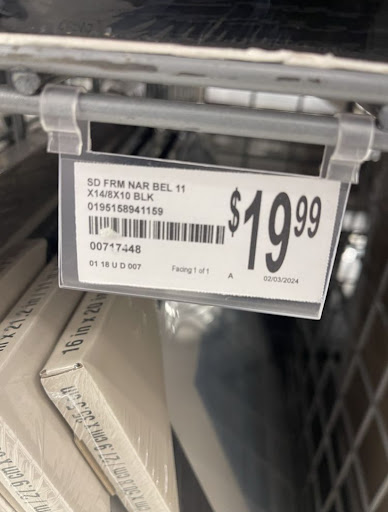 SD FRM NAR BEL 11
X14/8X10 BLK
0195158941159
00717448
01 18 U D 007
Facing 1 of 1
A
02/03/2024
$19.99
16 in x 20 in